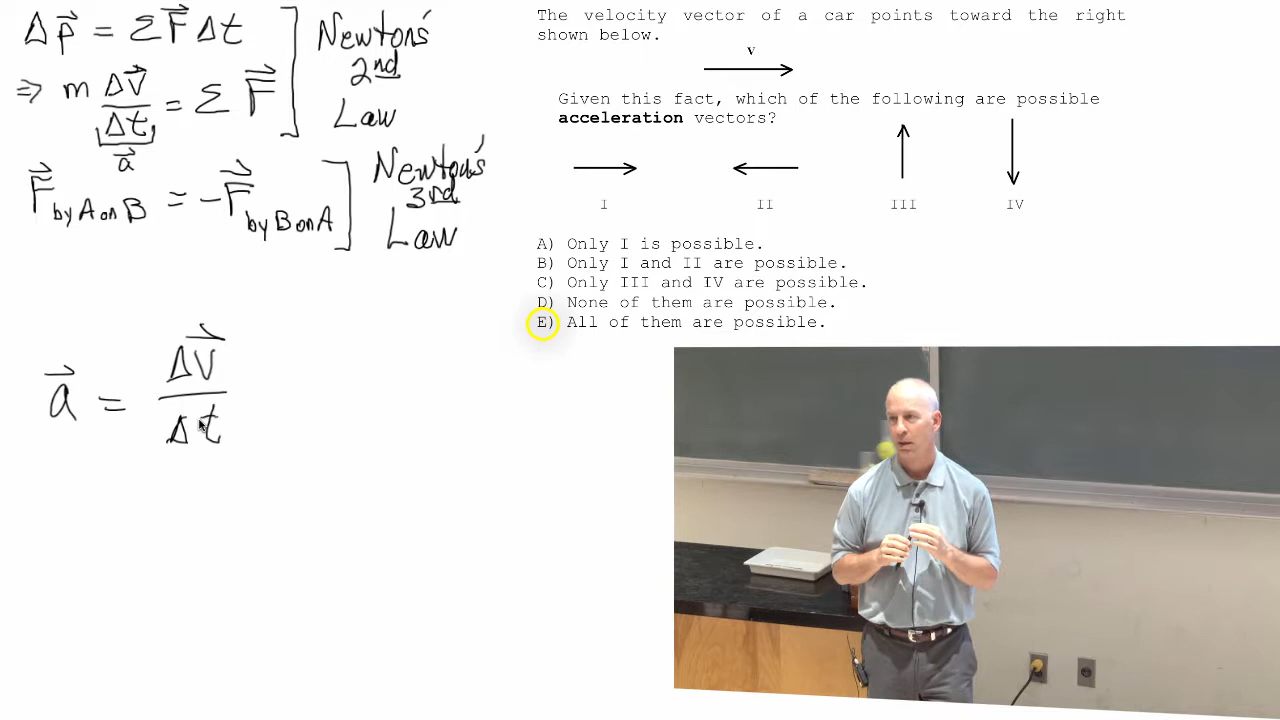 Δp⃗ = ΣF⃗ Δt
⇒ m Δv⃗/Δt = Σ F⃗
a⃗
Newton's
2nd
Law
F⃗ by A on B = -F⃗ by B on A
Newton's
3rd
Law
a⃗ = Δv⃗/Δt
The velocity vector of a car points toward the right
shown below.
v
Given this fact, which of the following are possible
acceleration vectors?
I II III IV
A) Only I is possible.
B) Only I and II are possible.
C) Only III and IV are possible.
D) None of them are possible.
E) All of them are possible.